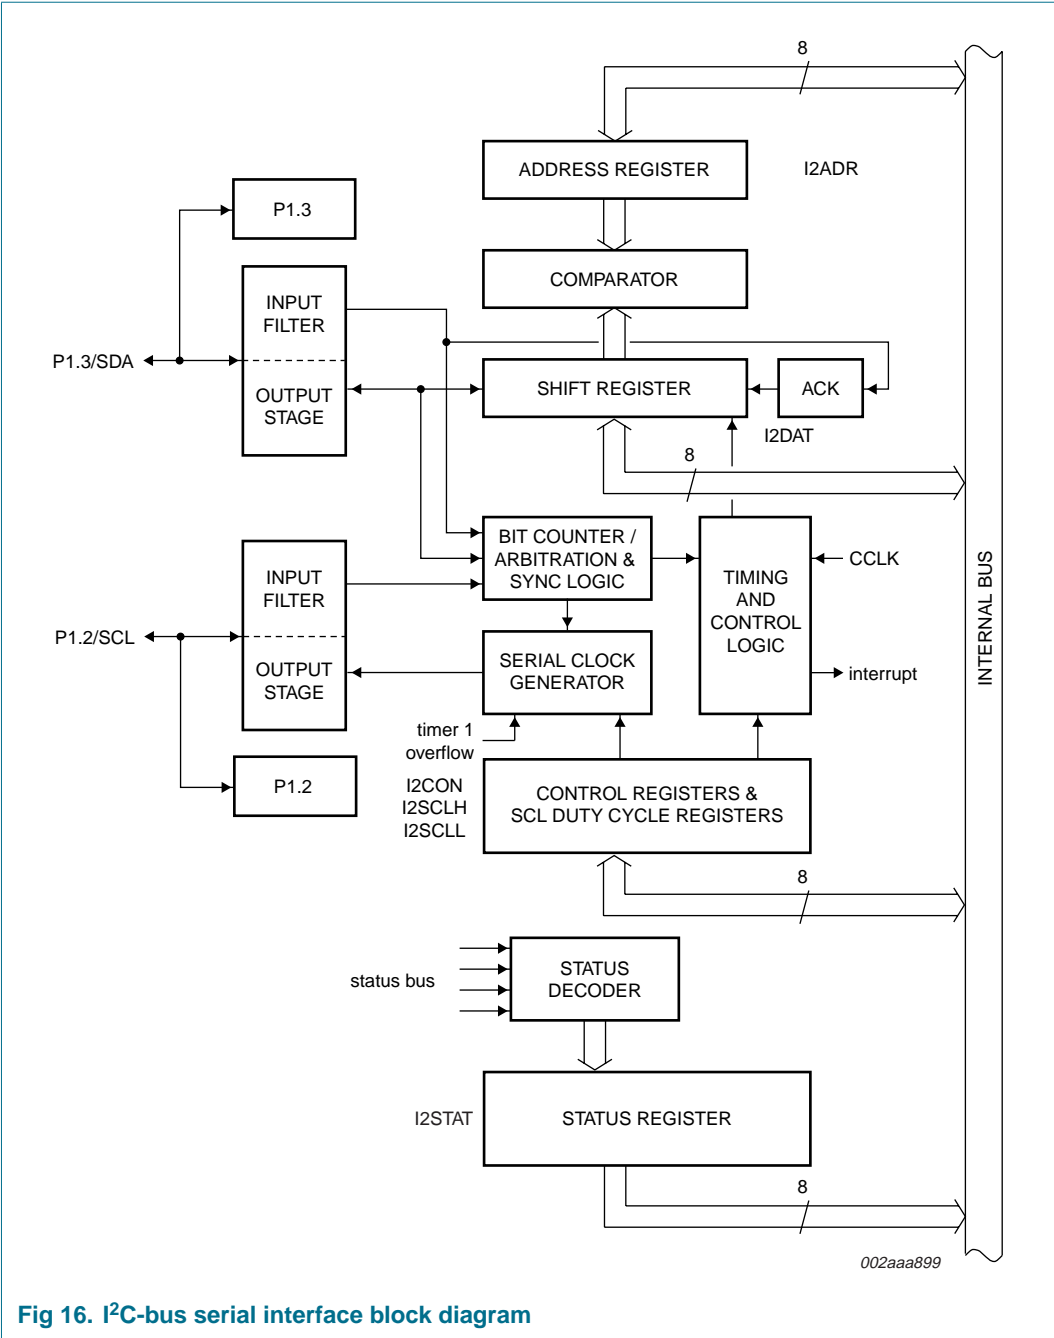 8
ADDRESS REGISTER
I2ADR
P1.3
COMPARATOR
INPUT
FILTER
P1.3/SDA
OUTPUT
STAGE
SHIFT REGISTER
ACK
I2DAT
8
BIT COUNTER /
ARBITRATION &
SYNC LOGIC
INPUT
FILTER
TIMING
AND
CONTROL
LOGIC
CCLK
INTERNAL BUS
P1.2/SCL
OUTPUT
STAGE
SERIAL CLOCK
GENERATOR
interrupt
timer 1
overflow
P1.2
I2CON
I2SCLH
I2SCLL
CONTROL REGISTERS &
SCL DUTY CYCLE REGISTERS
8
status bus
STATUS
DECODER
I2STAT
STATUS REGISTER
8
002aaa899
Fig 16. I²C-bus serial interface block diagram